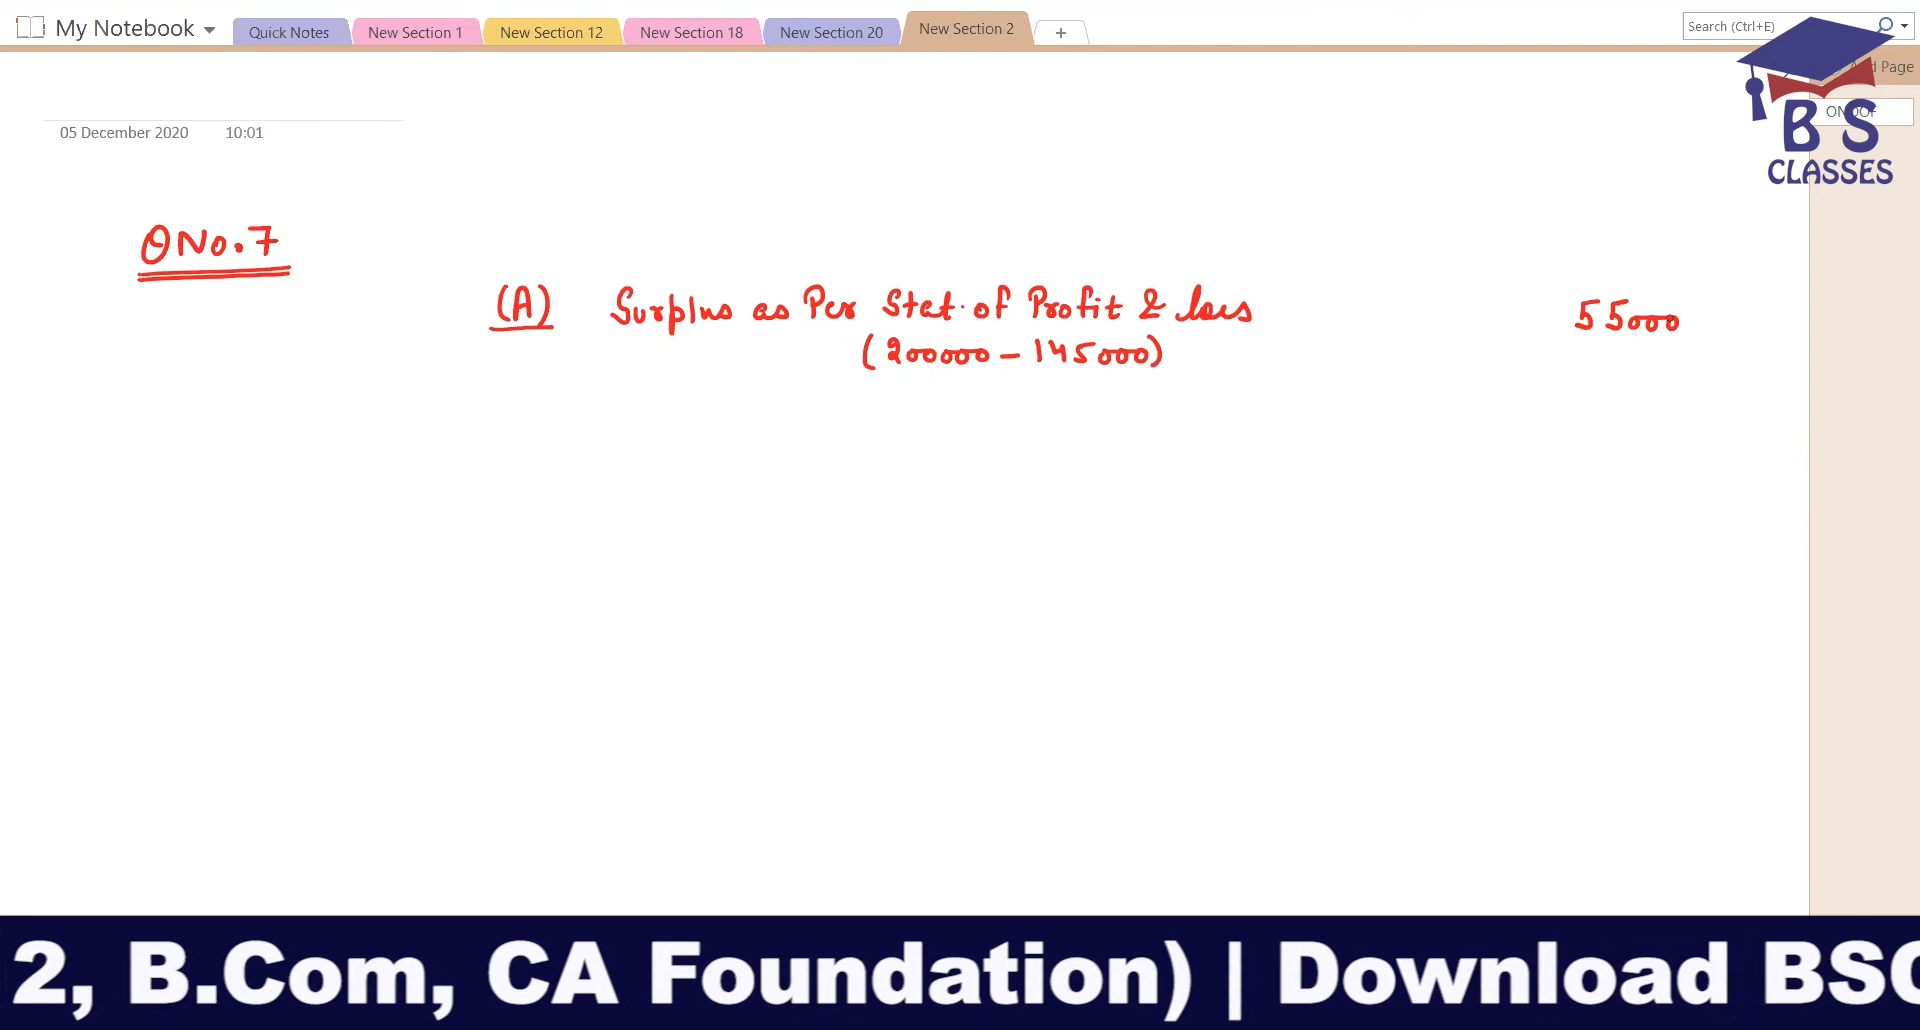 My Notebook
Quick Notes
New Section 1
New Section 12
New Section 18
New Section 20
New Section 2
+
Search (Ctrl+E)
Page
05 December 2020 10:01
B S
CLASSES
QNo.7
(A) Surplus as Per Stat. of Profit & loss 55000
(200000 - 145000)
2, B.Com, CA Foundation) | Download BSC